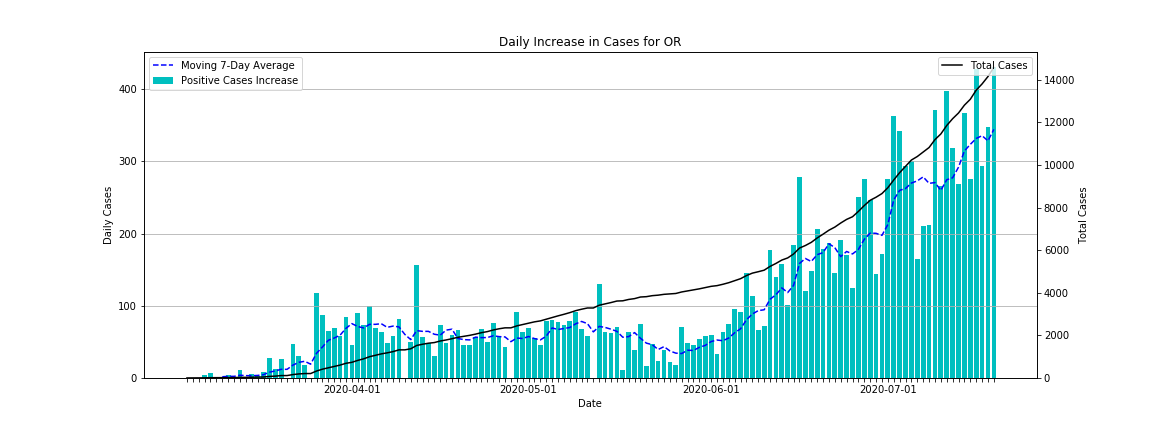 Daily Increase in Cases for OR
Moving 7-Day Average
Positive Cases Increase
Total Cases
400
300
200
100
0
Daily Cases
14000
12000
10000
8000
6000
4000
2000
0
Total Cases
2020-04-01
2020-05-01
2020-06-01
2020-07-01
Date